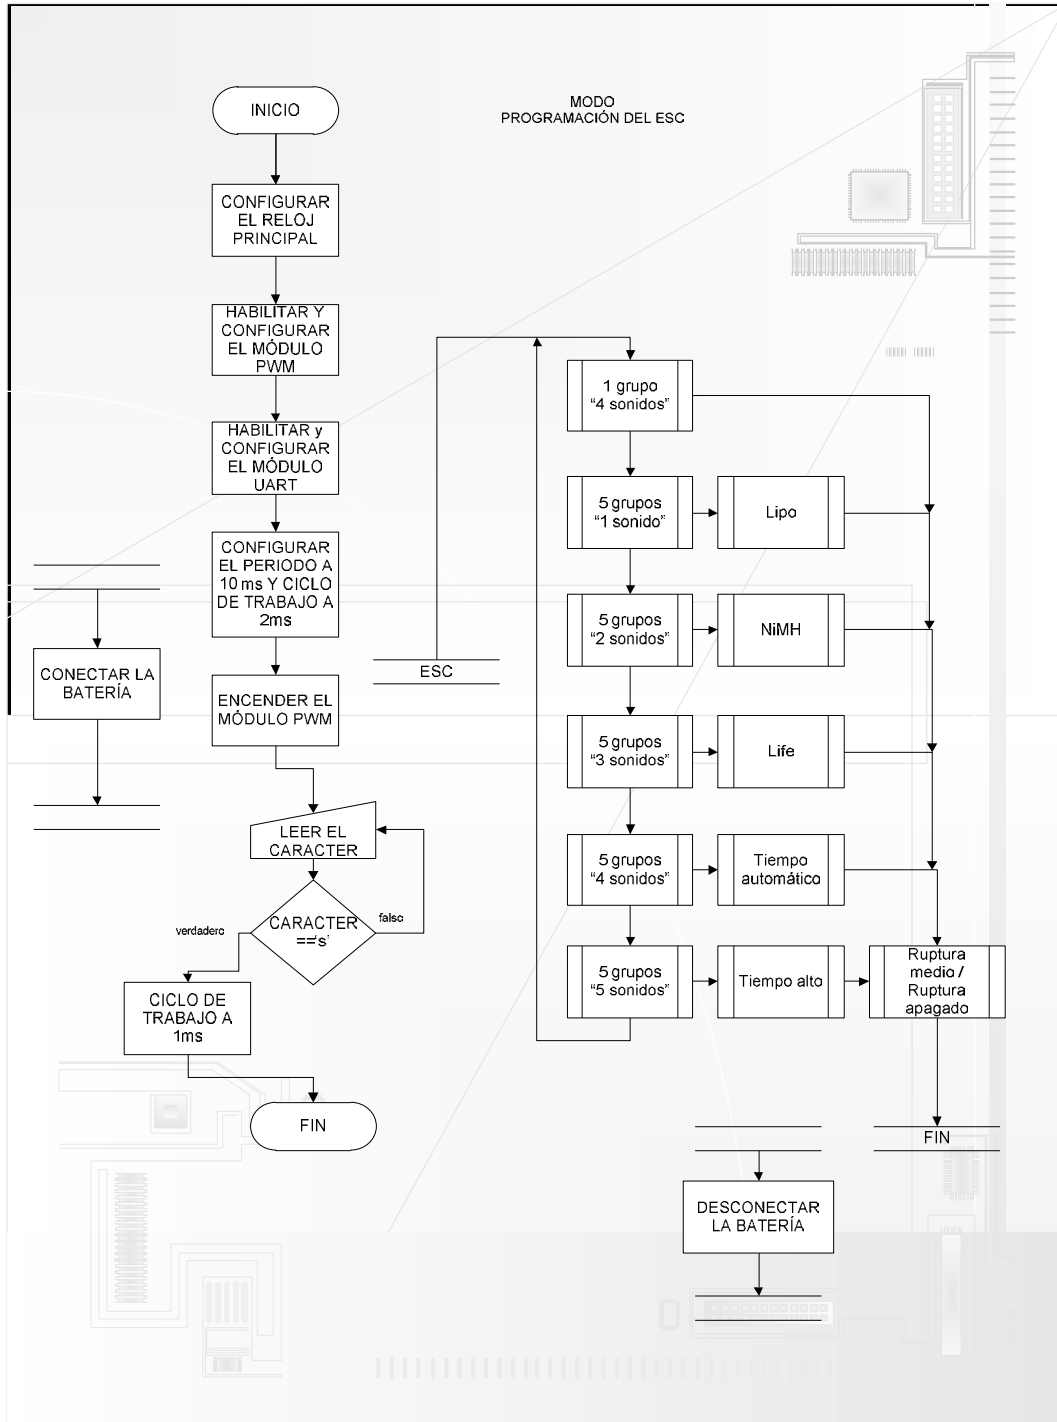 INICIO
MODO
PROGRAMACIÓN DEL ESC
CONFIGURAR
EL RELOJ
PRINCIPAL
HABILITAR Y
CONFIGURAR
EL MÓDULO
PWM
HABILITAR y
CONFIGURAR
EL MÓDULO
UART
CONFIGURAR
EL PERIODO A
10 ms Y CICLO
DE TRABAJO A
2ms
CONECTAR LA
BATERÍA
ENCENDER EL
MÓDULO PWM
LEER EL
CARACTER
CARACTER
=='s'
verdadero
falso
CICLO DE
TRABAJO A
1ms
FIN
ESC
1 grupo
“4 sonidos”
5 grupos
“1 sonido”
Lipo
5 grupos
“2 sonidos”
NiMH
5 grupos
“3 sonidos”
Life
5 grupos
“4 sonidos”
Tiempo
automático
5 grupos
“5 sonidos”
Tiempo alto
Ruptura
medio /
Ruptura
apagado
FIN
DESCONECTAR
LA BATERÍA